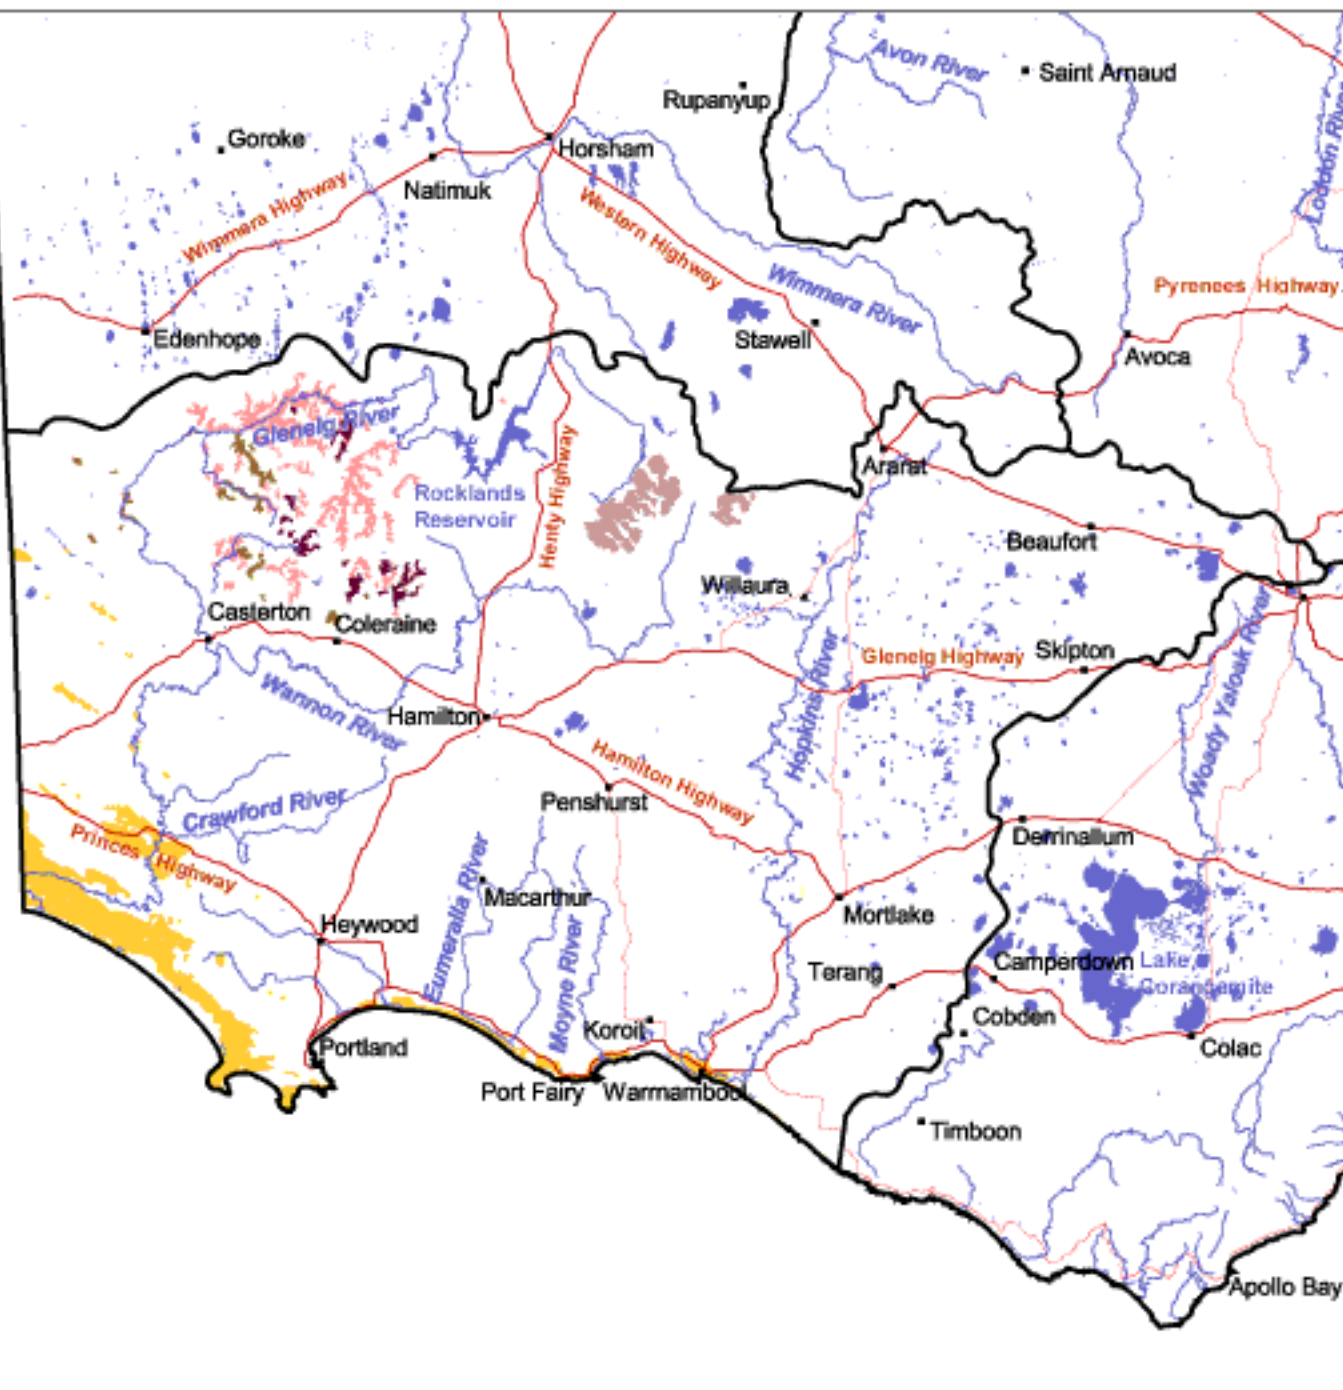 Avon River
Saint Arnaud
Rupanyup
Loddon River
Goroke
Horsham
Natimuk
Wimmera Highway
Western Highway
Wimmera River
Pyrenees Highway
Edenhope
Stawell
Avoca
Glenelg River
Ararat
Rocklands
Reservoir
Henty Highway
Beaufort
Willaura
Casterton
Coleraine
Skipton
Glenelg Highway
Woady Yaloak River
Wannon River
Hamilton
Hopkins River
Hamilton Highway
Penshurst
Crawford River
Princes Highway
Derrinallum
Eumeralla River
Macarthur
Mortlake
Heywood
Moyne River
Terang
Camperdown
Lake
Corangamite
Cobden
Koroit
Portland
Colac
Port Fairy
Warrnambool
Timboon
Apollo Bay